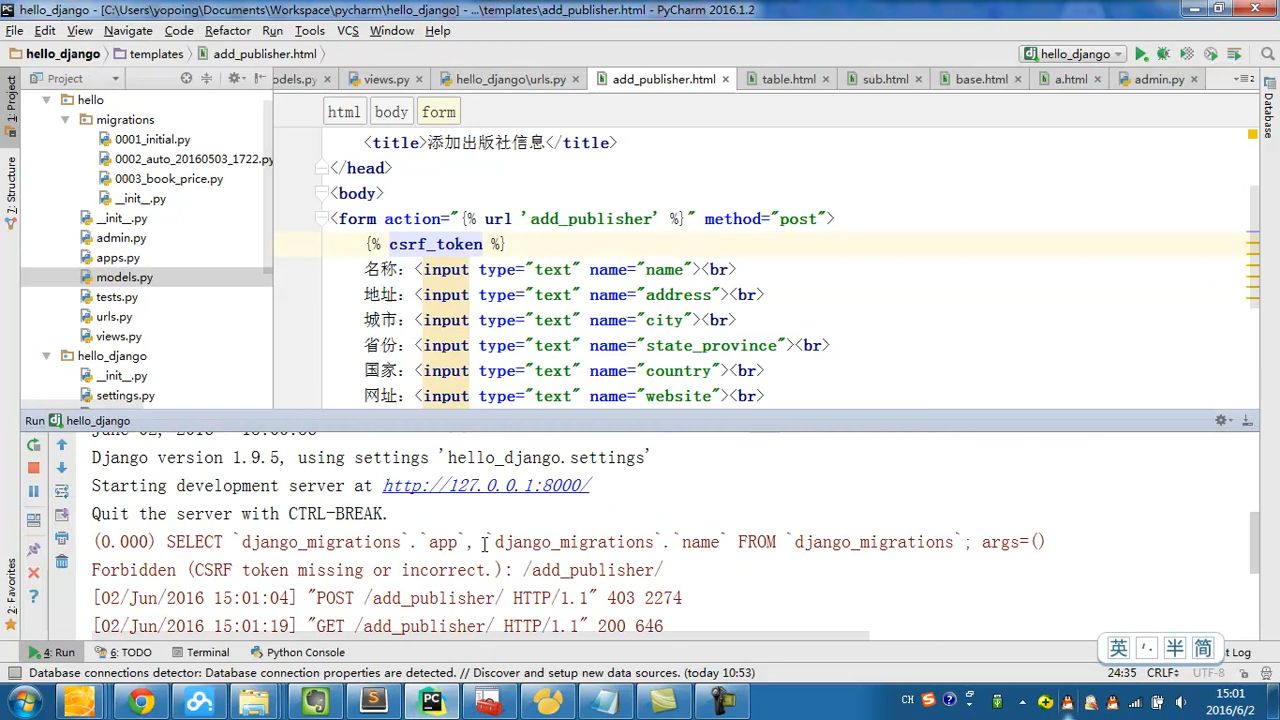 hello_django - [C:\Users\yopoing\Documents\Workspace\pycharm\hello_django] - ...\templates\add_publisher.html - PyCharm 2016.1.2
File Edit View Navigate Code Refactor Run Tools VCS Window Help
hello_django templates add_publisher.html hello_django
Project odels.py views.py hello_django\urls.py add_publisher.html table.html sub.html base.html a.html admin.py
1: Project
7: Structure
2: Favorites
Database
hello
migrations
0001_initial.py
0002_auto_20160503_1722.py
0003_book_price.py
__init__.py
__init__.py
admin.py
apps.py
models.py
tests.py
urls.py
views.py
hello_django
__init__.py
settings.py
html body form
<title>添加出版社信息</title>
</head>
<body>
<form action="{% url 'add_publisher' %}" method="post">
{% csrf_token %}
名称：<input type="text" name="name"><br>
地址：<input type="text" name="address"><br>
城市：<input type="text" name="city"><br>
省份：<input type="text" name="state_province"><br>
国家：<input type="text" name="country"><br>
网址：<input type="text" name="website"><br>
Run hello_django
Django version 1.9.5, using settings 'hello_django.settings'
Starting development server at http://127.0.0.1:8000/
Quit the server with CTRL-BREAK.
(0.000) SELECT `django_migrations`.`app`, `django_migrations`.`name` FROM `django_migrations`; args=()
Forbidden (CSRF token missing or incorrect.): /add_publisher/
[02/Jun/2016 15:01:04] "POST /add_publisher/ HTTP/1.1" 403 2274
[02/Jun/2016 15:01:19] "GET /add_publisher/ HTTP/1.1" 200 646
4: Run 6: TODO Terminal Python Console 英 半 简 Log
Database connections detector: Database connection properties are detected. // Discover and setup new data sources. (today 10:53) 24:35 CRLF UTF-8
CH 15:01
2016/6/2